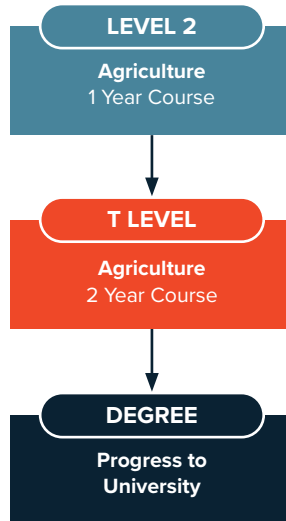 LEVEL 2
Agriculture
1 Year Course
T LEVEL
Agriculture
2 Year Course
DEGREE
Progress to
University